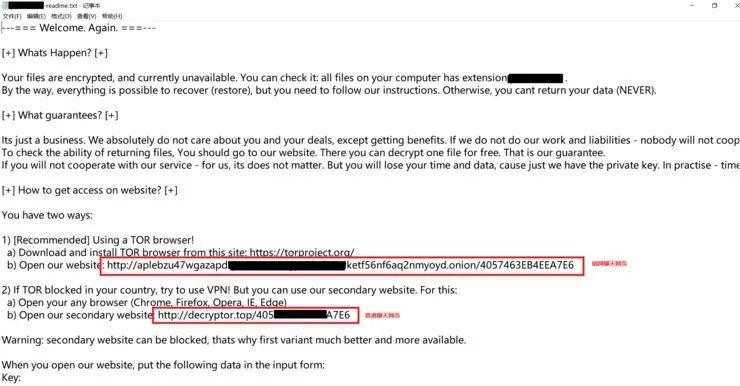 -readme.txt - 记事本
文件(F) 编辑(E) 格式(O) 查看(V) 帮助(H)
---=== Welcome. Again. ===---
[+] Whats Happen? [+]
Your files are encrypted, and currently unavailable. You can check it: all files on your computer has extension .
By the way, everything is possible to recover (restore), but you need to follow our instructions. Otherwise, you cant return your data (NEVER).
[+] What guarantees? [+]
Its just a business. We absolutely do not care about you and your deals, except getting benefits. If we do not do our work and liabilities - nobody will not coop
To check the ability of returning files, You should go to our website. There you can decrypt one file for free. That is our guarantee.
If you will not cooperate with our service - for us, its does not matter. But you will lose your time and data, cause just we have the private key. In practise - time
[+] How to get access on website? [+]
You have two ways:
1) [Recommended] Using a TOR browser!
a) Download and install TOR browser from this site: https://torproject.org/
b) Open our website: http://aplebzu47wgazapd ketf56nf6aq2nmyoyd.onion/4057463EB4EEA7E6 暗网聊天网页
2) If TOR blocked in your country, try to use VPN! But you can use our secondary website. For this:
a) Open your any browser (Chrome, Firefox, Opera, IE, Edge)
b) Open our secondary website: http://decryptor.top/405 A7E6 普通聊天网页
Warning: secondary website can be blocked, thats why first variant much better and more available.
When you open our website, put the following data in the input form:
Key: